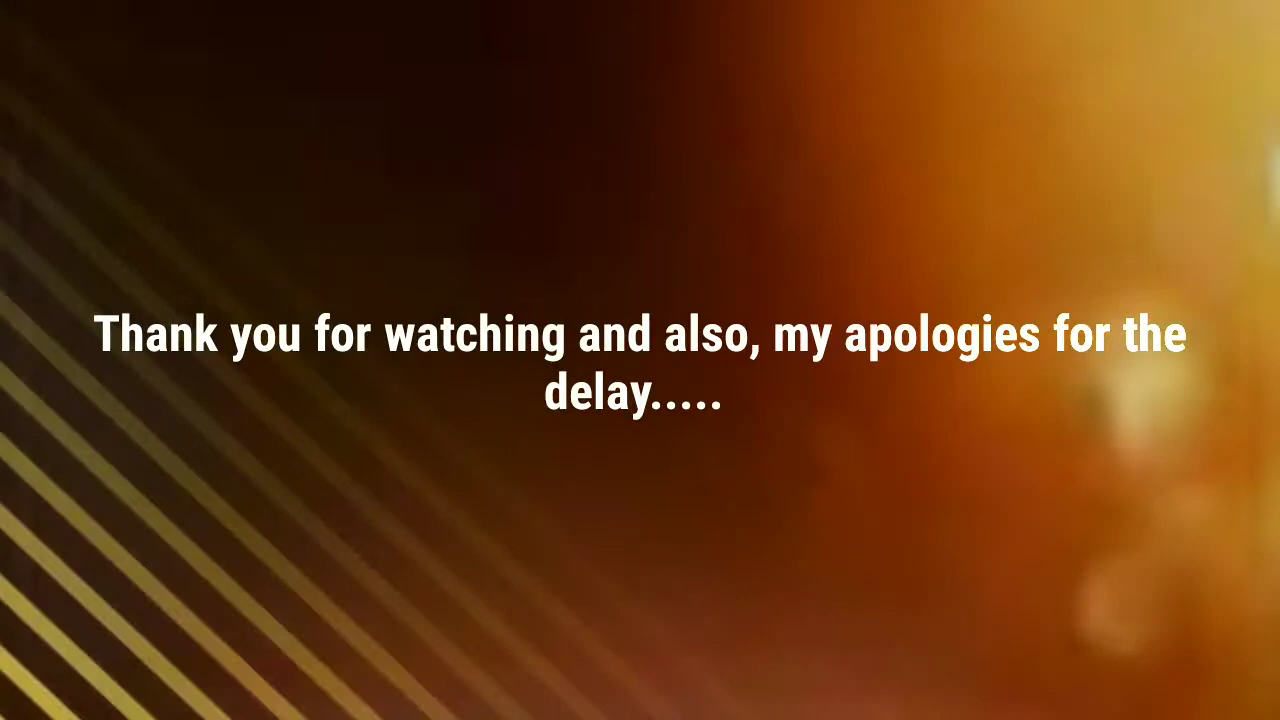 Thank you for watching and also, my apologies for the
delay.....